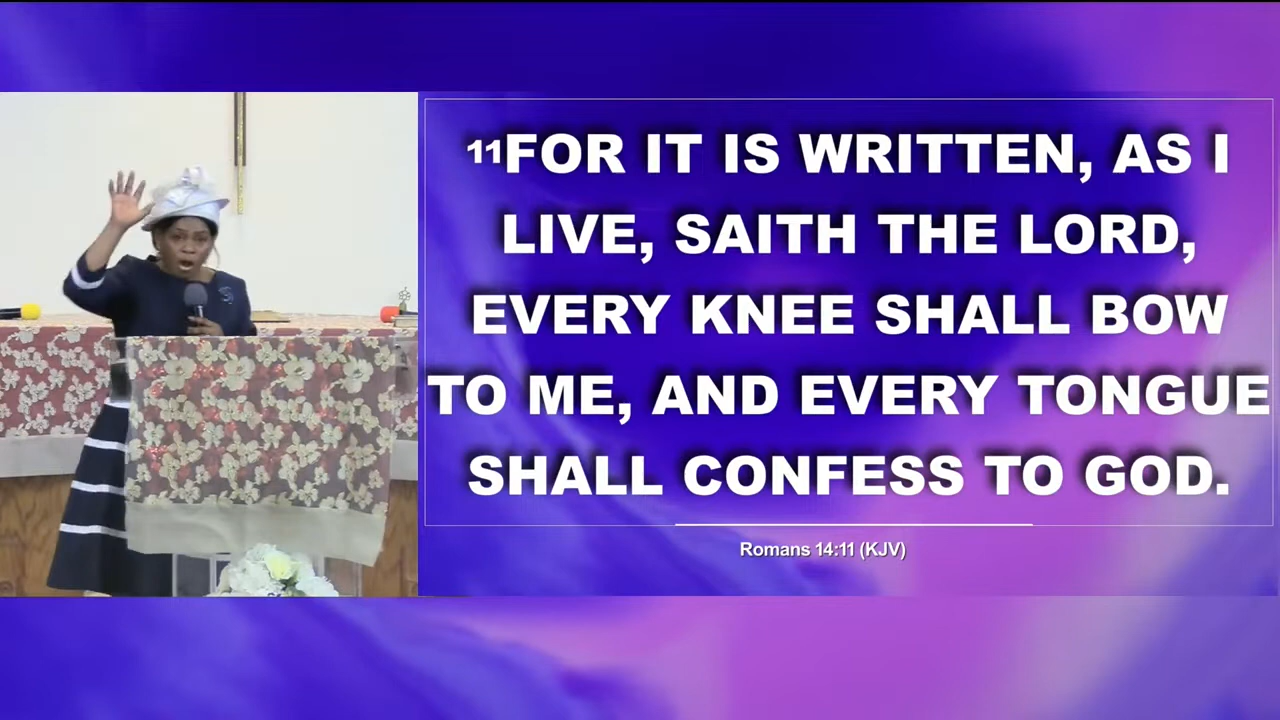 11FOR IT IS WRITTEN, AS I
LIVE, SAITH THE LORD,
EVERY KNEE SHALL BOW
TO ME, AND EVERY TONGUE
SHALL CONFESS TO GOD.
Romans 14:11 (KJV)